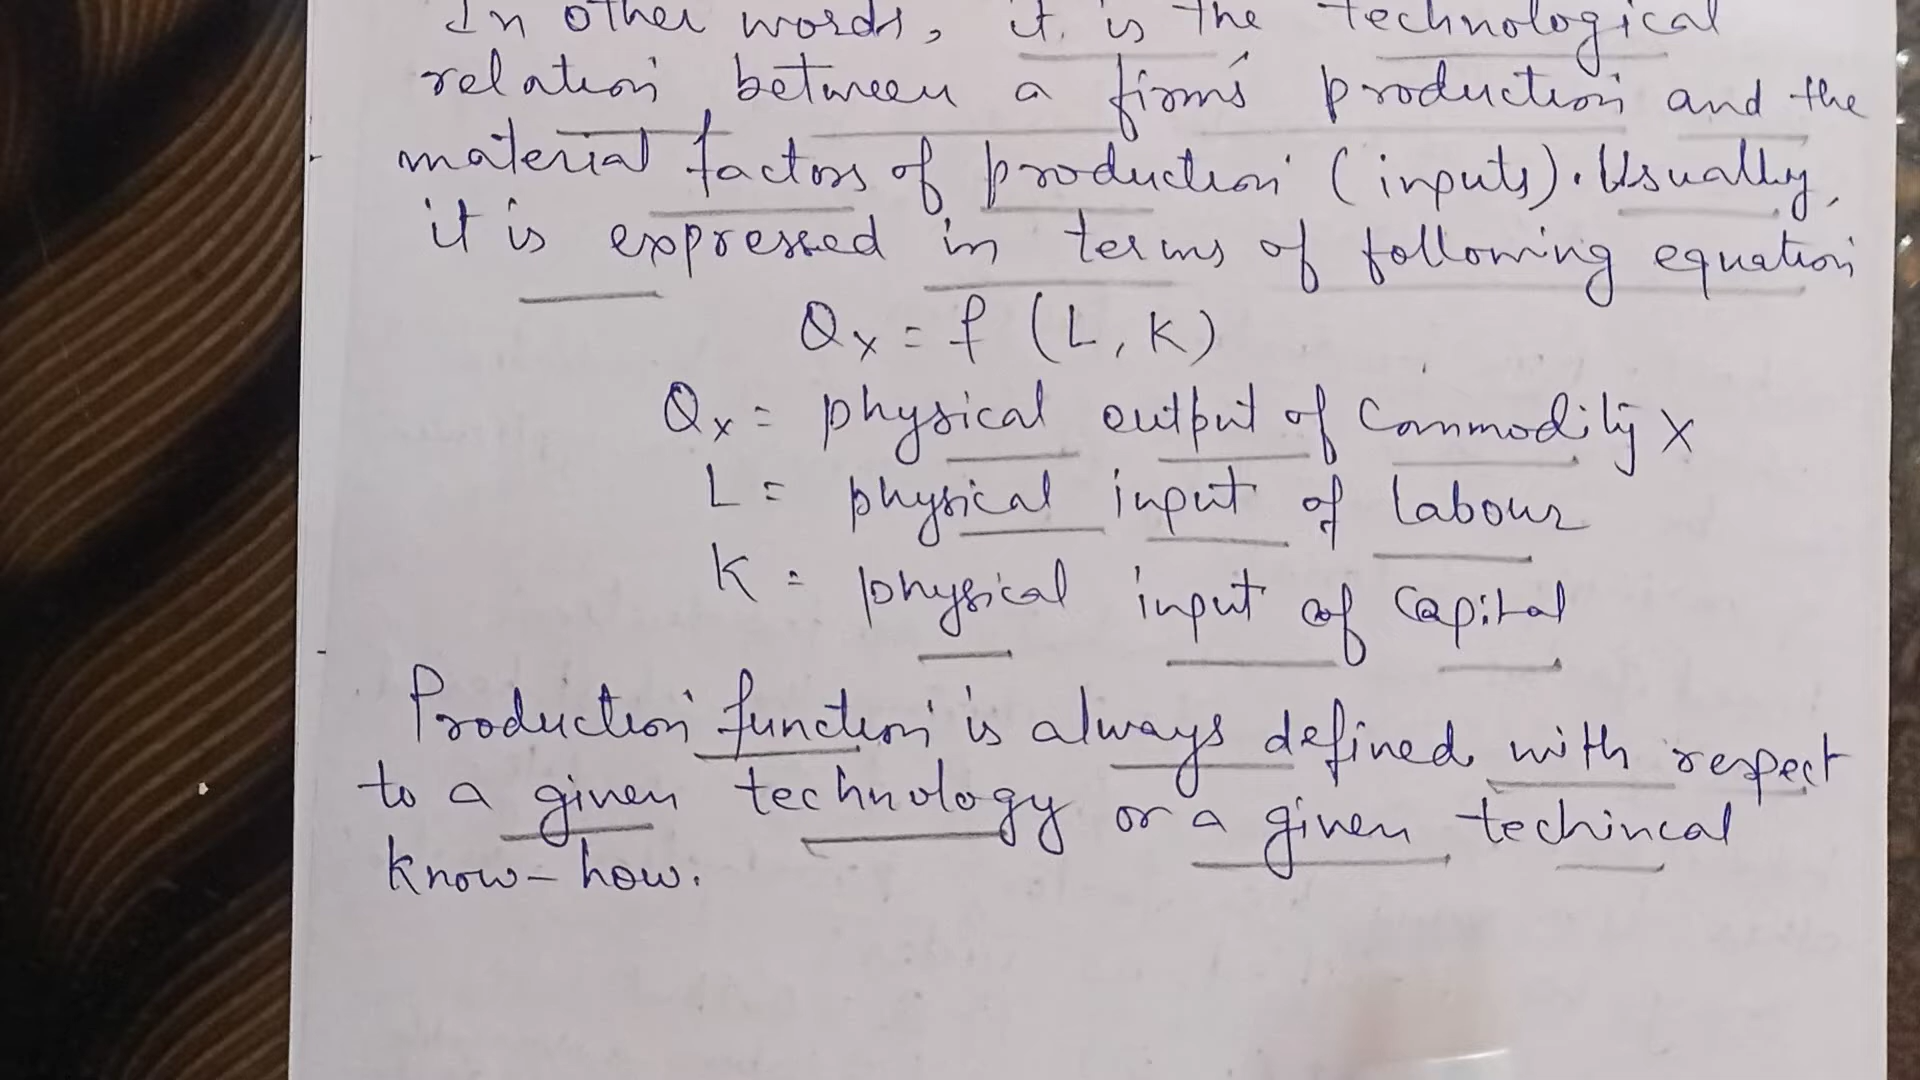 In other words, it is the technological
relation between a firm's production and the
material factors of production (inputs). Usually,
it is expressed in terms of following equation
Qx = f (L, K)
Qx = physical output of Commodity X
L = physical input of labour
K = physical input of Capital
Production function is always defined with respect
to a given technology or a given techincal
know-how.